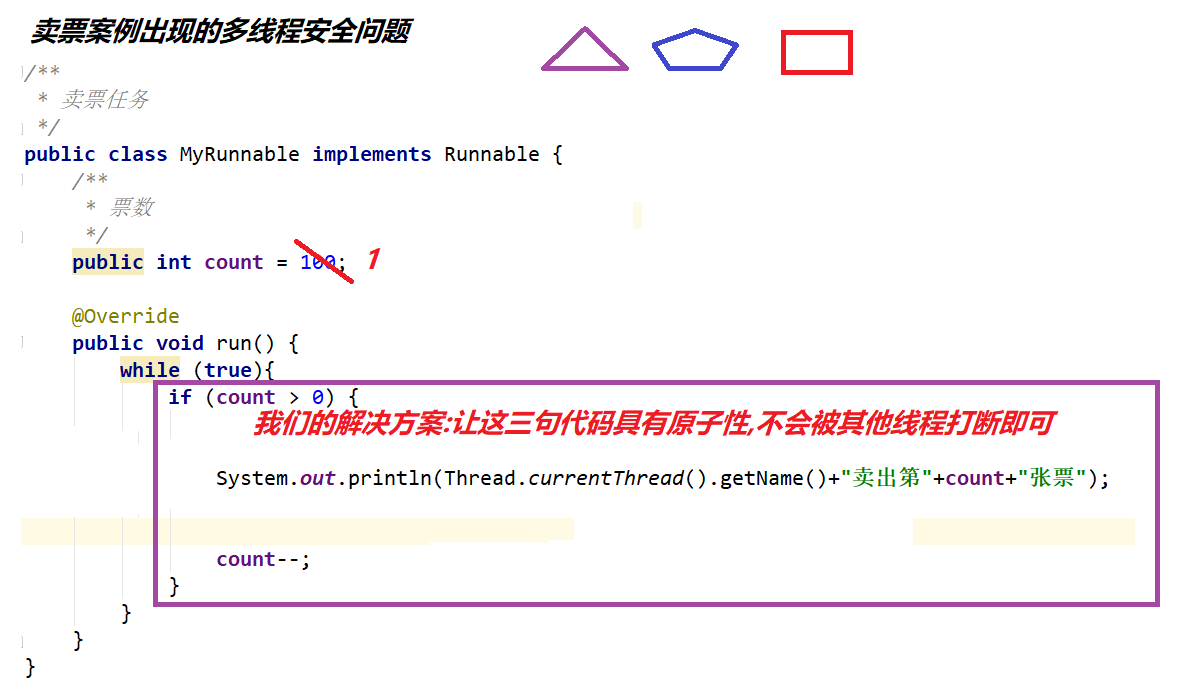 卖票案例出现的多线程安全问题
/**
 * 卖票任务
 */
public class MyRunnable implements Runnable {
    /**
     * 票数
     */
    public int count = 100; 1
    @Override
    public void run() {
        while (true){
            if (count > 0) {
                我们的解决方案:让这三句代码具有原子性,不会被其他线程打断即可
                System.out.println(Thread.currentThread().getName()+"卖出第"+count+"张票");
                count--;
            }
        }
    }
}